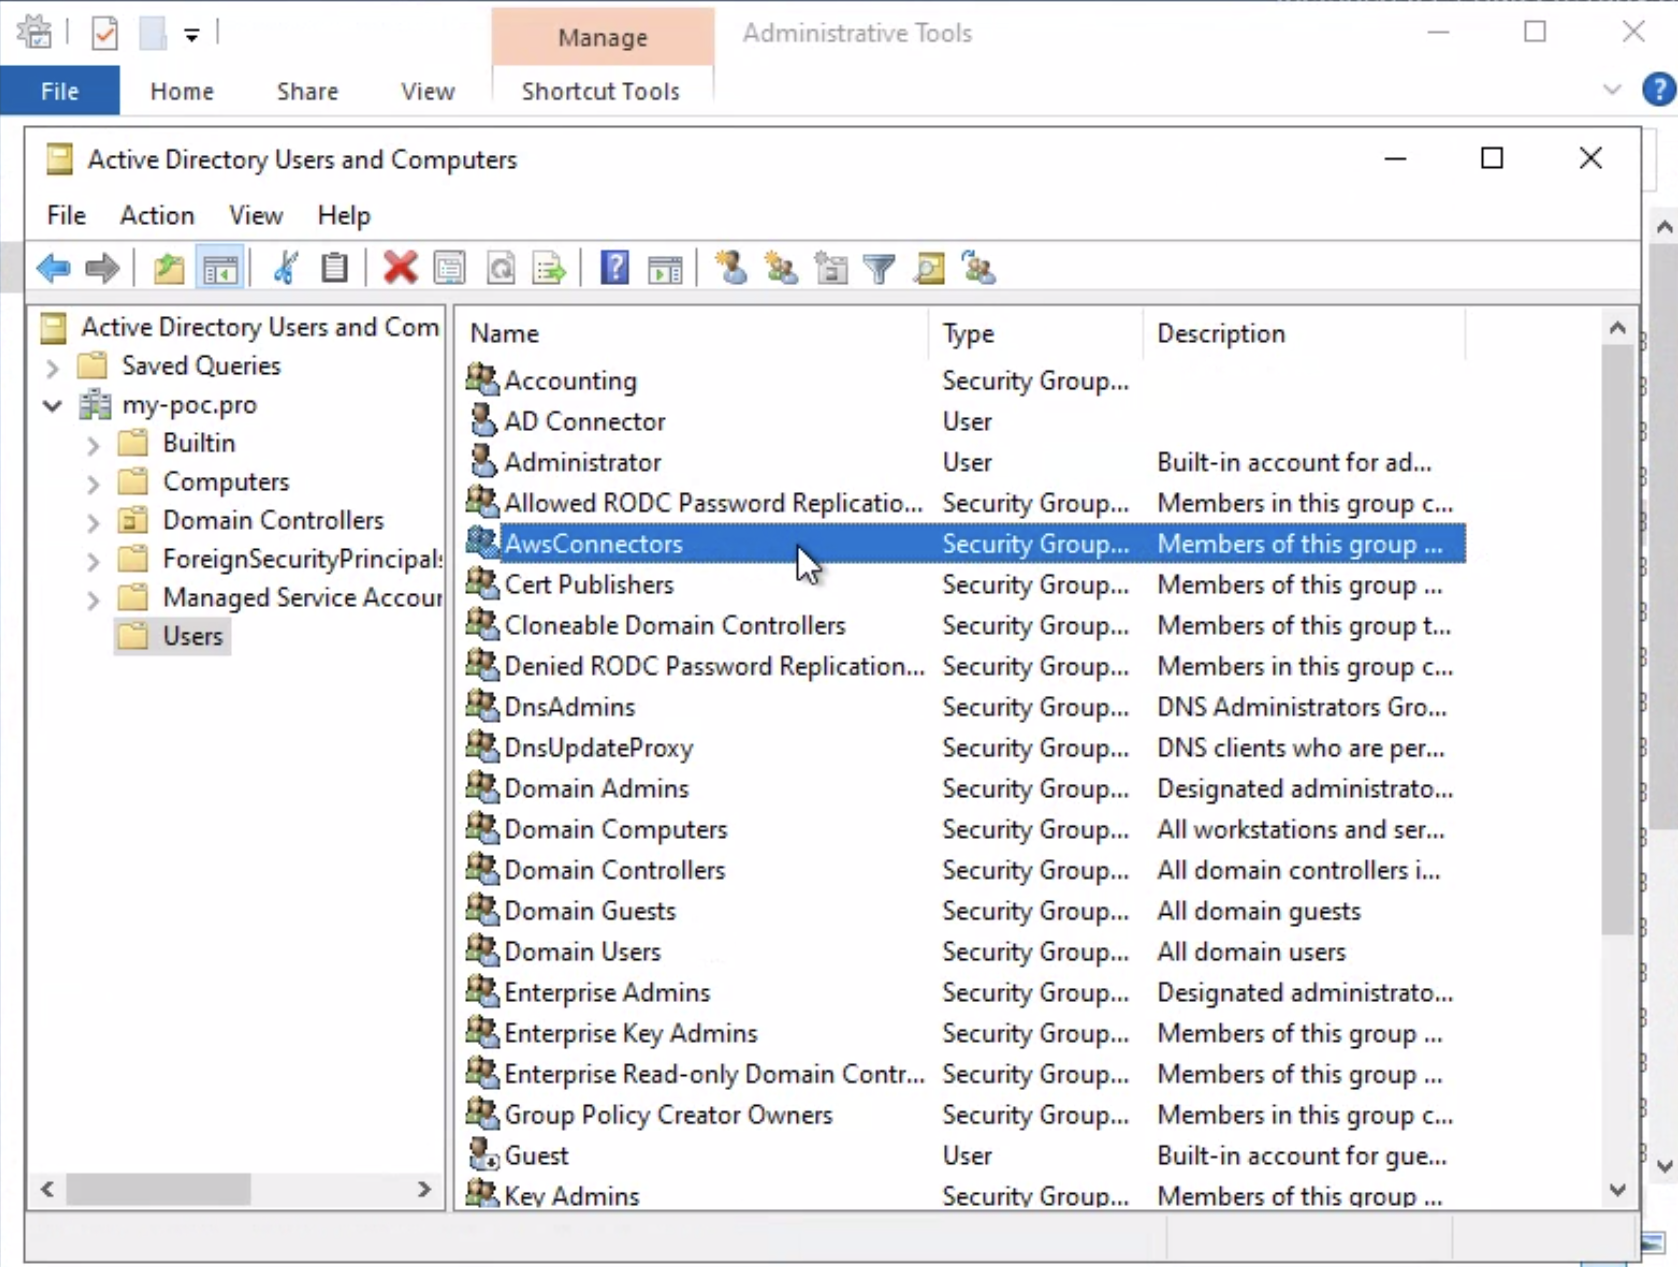 Manage
Administrative Tools
File Home Share View Shortcut Tools
?
Active Directory Users and Computers
File Action View Help
?
Active Directory Users and Com
Saved Queries
my-poc.pro
Builtin
Computers
Domain Controllers
ForeignSecurityPrincipals
Managed Service Accour
Users
Name Type Description
Accounting Security Group...
AD Connector User
Administrator User Built-in account for ad...
Allowed RODC Password Replicatio... Security Group... Members in this group c...
AwsConnectors Security Group... Members of this group ...
Cert Publishers Security Group... Members of this group ...
Cloneable Domain Controllers Security Group... Members of this group t...
Denied RODC Password Replication... Security Group... Members in this group c...
DnsAdmins Security Group... DNS Administrators Gro...
DnsUpdateProxy Security Group... DNS clients who are per...
Domain Admins Security Group... Designated administrato...
Domain Computers Security Group... All workstations and ser...
Domain Controllers Security Group... All domain controllers i...
Domain Guests Security Group... All domain guests
Domain Users Security Group... All domain users
Enterprise Admins Security Group... Designated administrato...
Enterprise Key Admins Security Group... Members of this group ...
Enterprise Read-only Domain Contr... Security Group... Members of this group ...
Group Policy Creator Owners Security Group... Members in this group c...
Guest User Built-in account for gue...
Key Admins Security Group... Members of this group ...